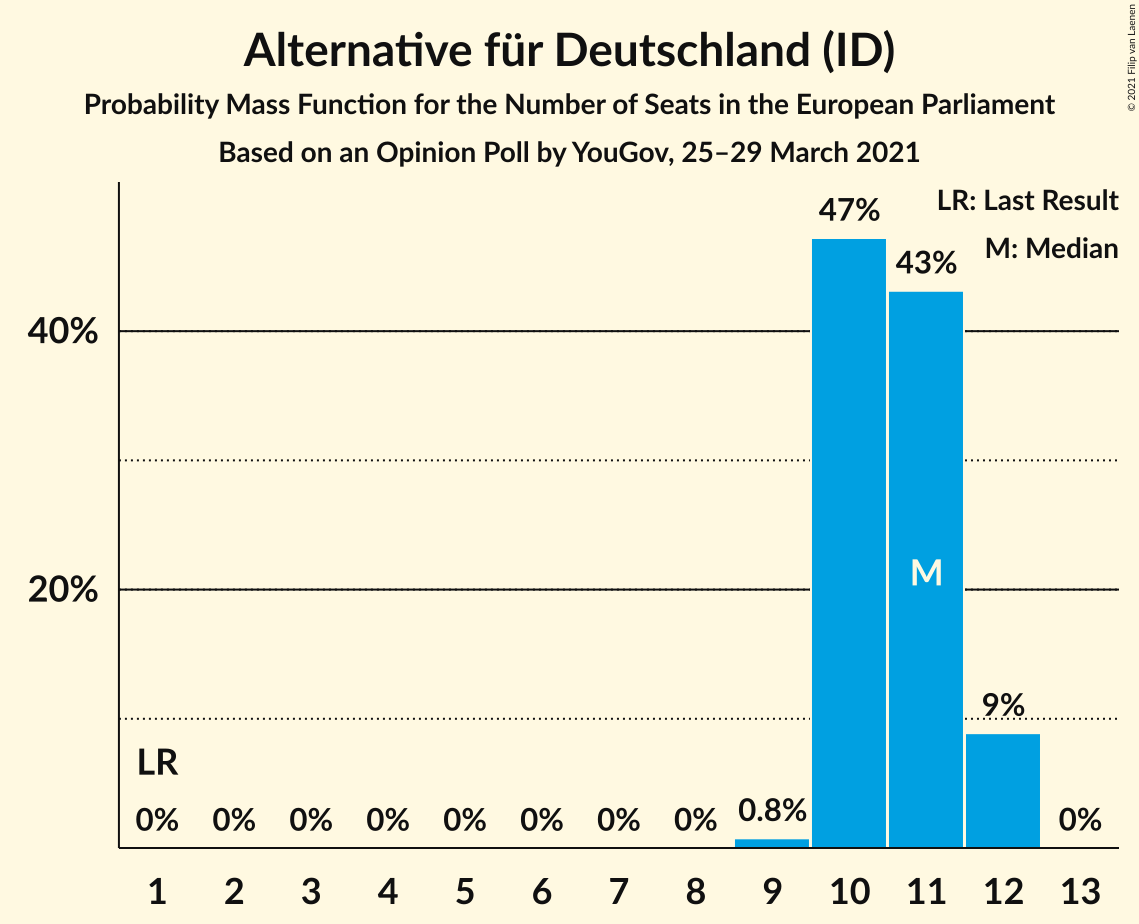 Alternative für Deutschland (ID)
Probability Mass Function for the Number of Seats in the European Parliament
Based on an Opinion Poll by YouGov, 25–29 March 2021
© 2021 Filip van Laenen
LR: Last Result
M: Median
47%
43%
40%
M
20%
9%
LR
0% 0% 0% 0% 0% 0% 0% 0% 0.8% 0%
1 2 3 4 5 6 7 8 9 10 11 12 13